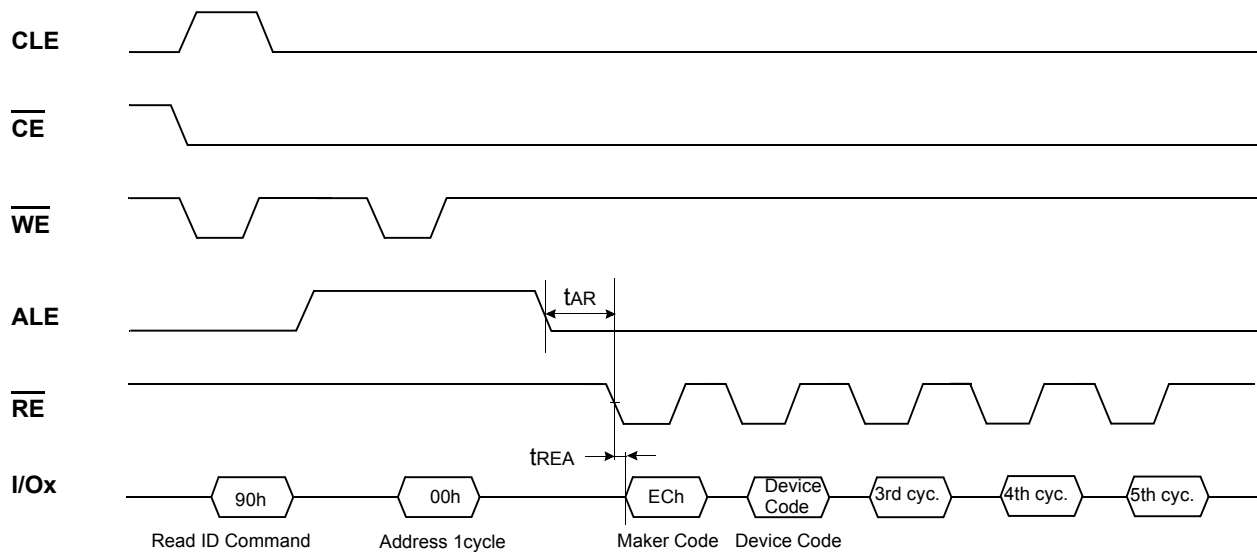 CLE
CE
WE
ALE
tAR
RE
tREA
I/Ox
90h
00h
ECh
Device
Code
3rd cyc.
4th cyc.
5th cyc.
Read ID Command
Address 1cycle
Maker Code
Device Code